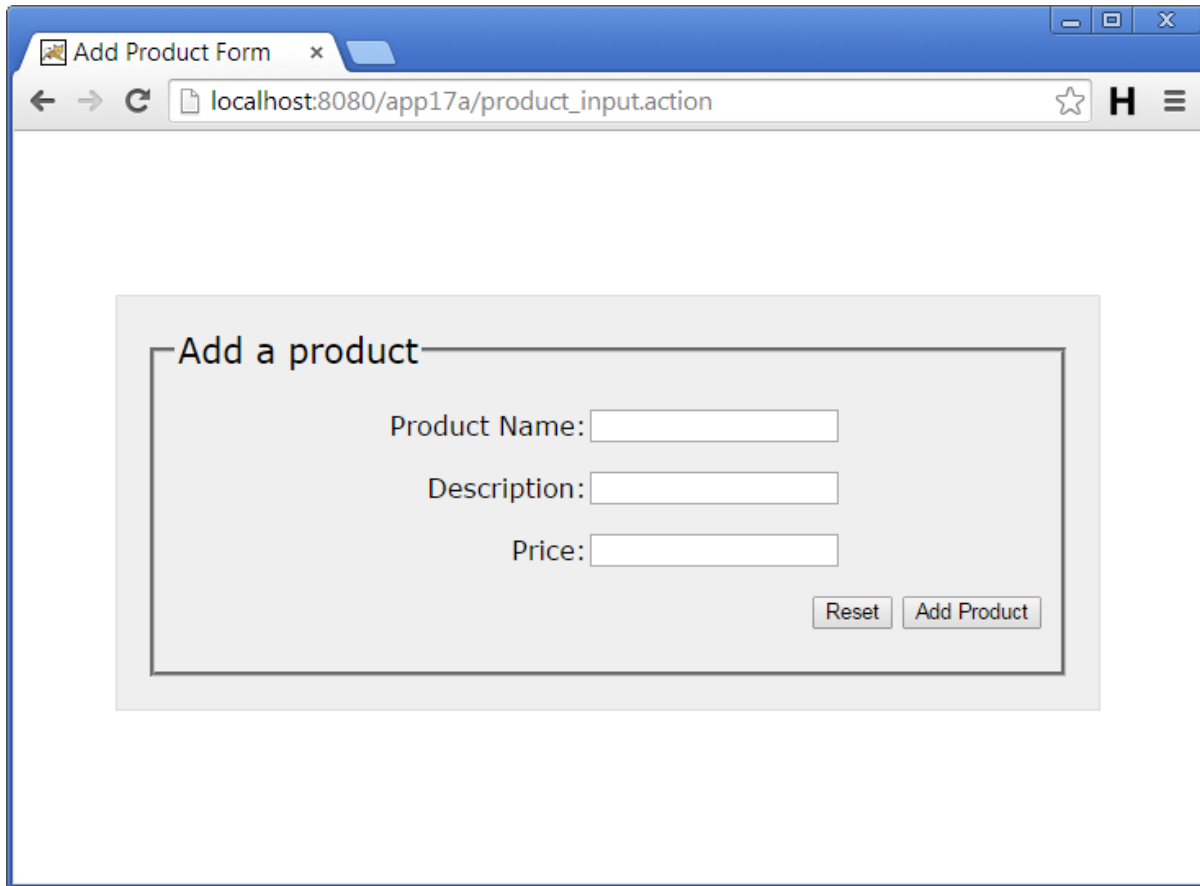 Add Product Form
localhost:8080/app17a/product_input.action
H
Add a product
Product Name:
Description:
Price:
Reset Add Product